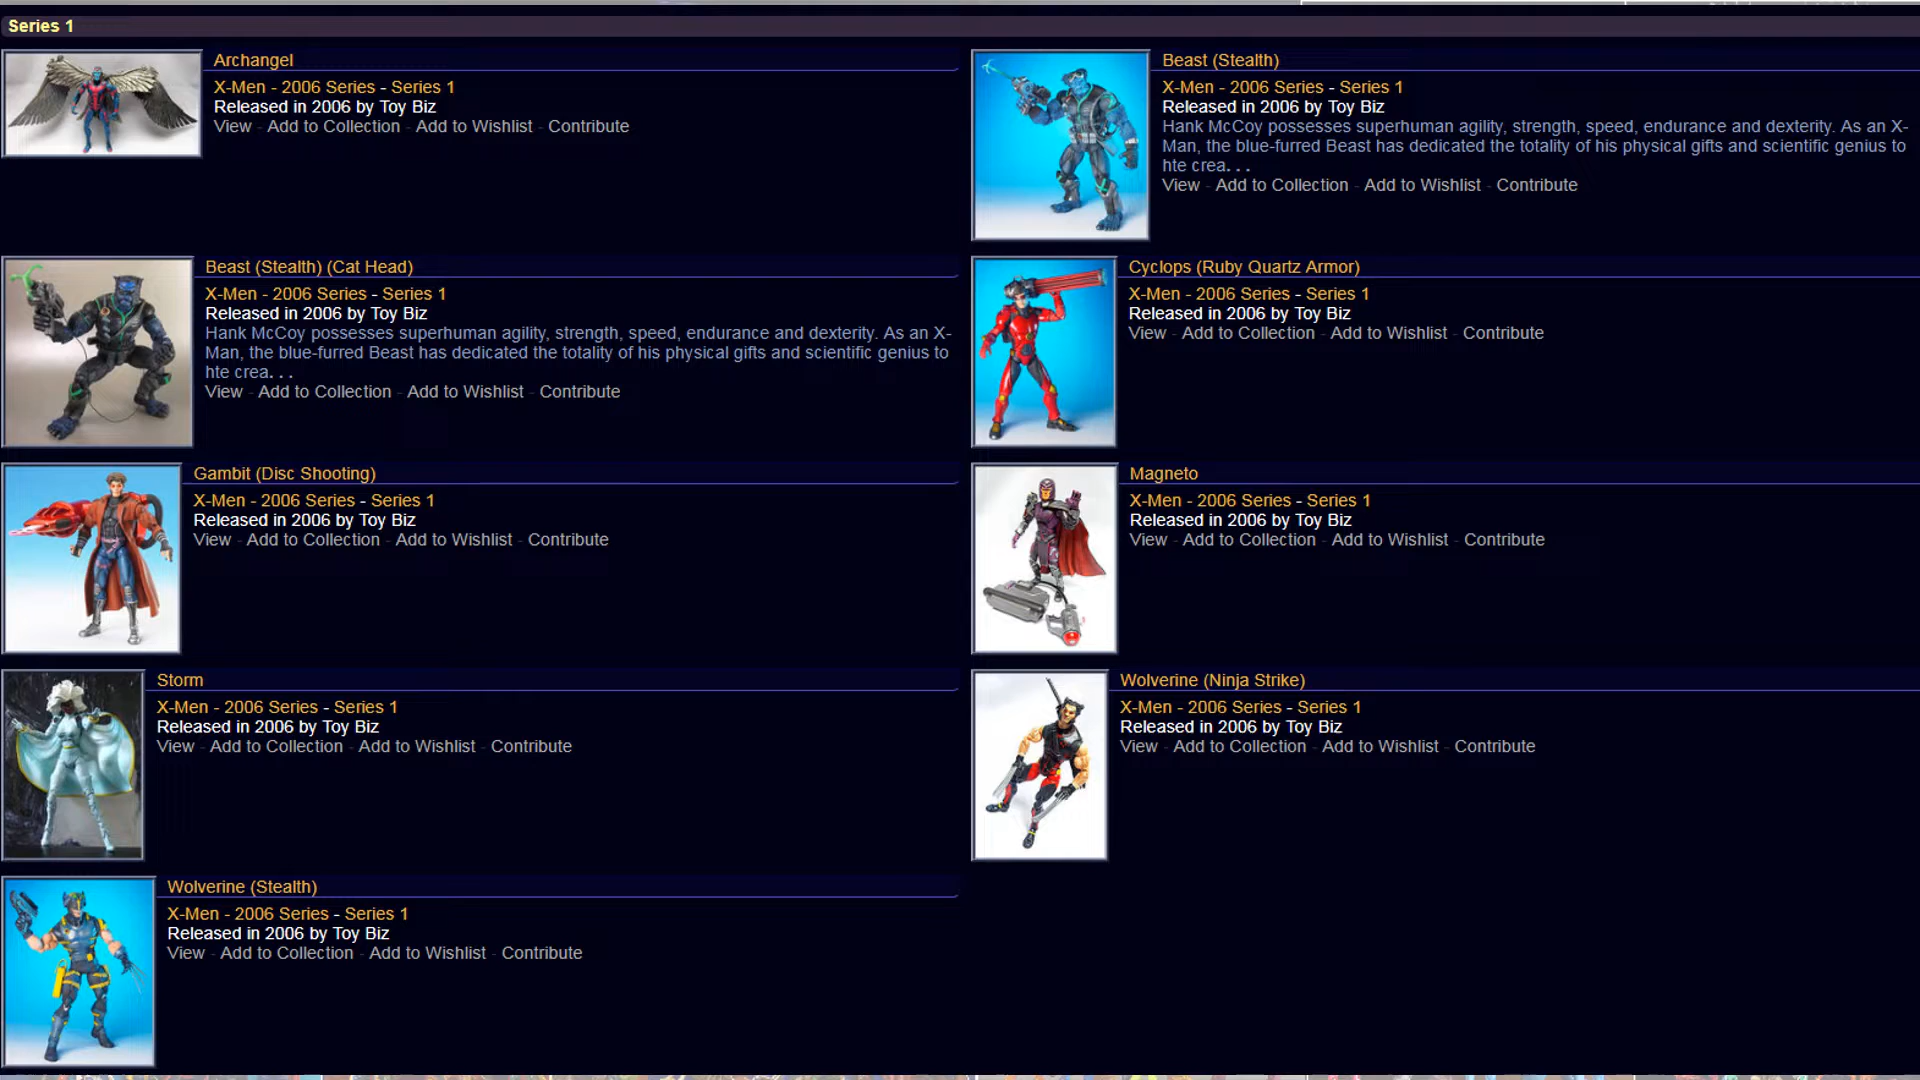 Series 1
Archangel
X-Men - 2006 Series - Series 1
Released in 2006 by Toy Biz
View - Add to Collection - Add to Wishlist - Contribute
Beast (Stealth)
X-Men - 2006 Series - Series 1
Released in 2006 by Toy Biz
Hank McCoy possesses superhuman agility, strength, speed, endurance and dexterity. As an X-
Man, the blue-furred Beast has dedicated the totality of his physical gifts and scientific genius to
hte crea. . .
View - Add to Collection - Add to Wishlist - Contribute
Beast (Stealth) (Cat Head)
X-Men - 2006 Series - Series 1
Released in 2006 by Toy Biz
Hank McCoy possesses superhuman agility, strength, speed, endurance and dexterity. As an X-
Man, the blue-furred Beast has dedicated the totality of his physical gifts and scientific genius to
hte crea. . .
View - Add to Collection - Add to Wishlist - Contribute
Cyclops (Ruby Quartz Armor)
X-Men - 2006 Series - Series 1
Released in 2006 by Toy Biz
View - Add to Collection - Add to Wishlist - Contribute
Gambit (Disc Shooting)
X-Men - 2006 Series - Series 1
Released in 2006 by Toy Biz
View - Add to Collection - Add to Wishlist - Contribute
Magneto
X-Men - 2006 Series - Series 1
Released in 2006 by Toy Biz
View - Add to Collection - Add to Wishlist - Contribute
Storm
X-Men - 2006 Series - Series 1
Released in 2006 by Toy Biz
View - Add to Collection - Add to Wishlist - Contribute
Wolverine (Ninja Strike)
X-Men - 2006 Series - Series 1
Released in 2006 by Toy Biz
View - Add to Collection - Add to Wishlist - Contribute
Wolverine (Stealth)
X-Men - 2006 Series - Series 1
Released in 2006 by Toy Biz
View - Add to Collection - Add to Wishlist - Contribute